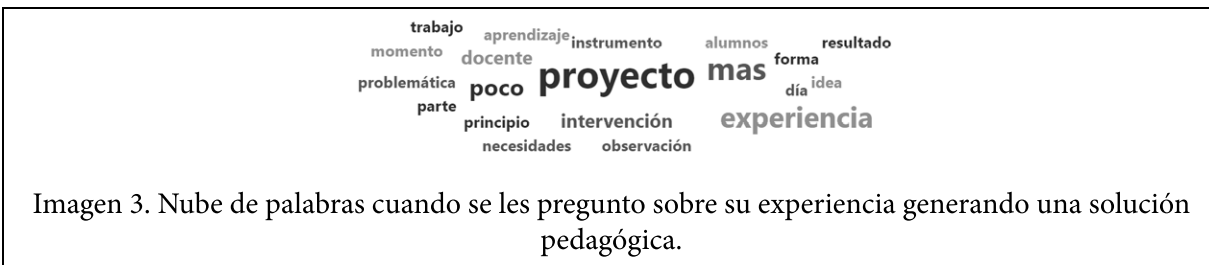 trabajo
aprendizaje instrumento alumnos resultado
momento docente forma
proyecto mas
problemática poco día idea
parte
principio intervención experiencia
necesidades observación
Imagen 3. Nube de palabras cuando se les pregunto sobre su experiencia generando una solución
pedagógica.